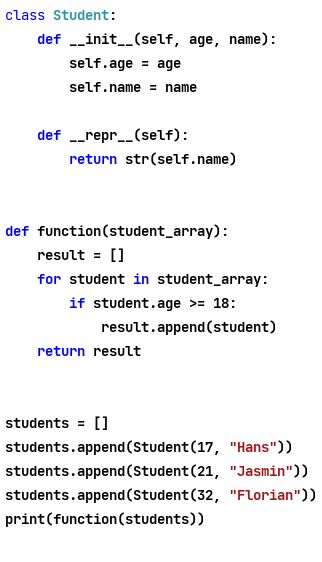 class Student:
    def __init__(self, age, name):
        self.age = age
        self.name = name

    def __repr__(self):
        return str(self.name)


def function(student_array):
    result = []
    for student in student_array:
        if student.age >= 18:
            result.append(student)
    return result


students = []
students.append(Student(17, "Hans"))
students.append(Student(21, "Jasmin"))
students.append(Student(32, "Florian"))
print(function(students))